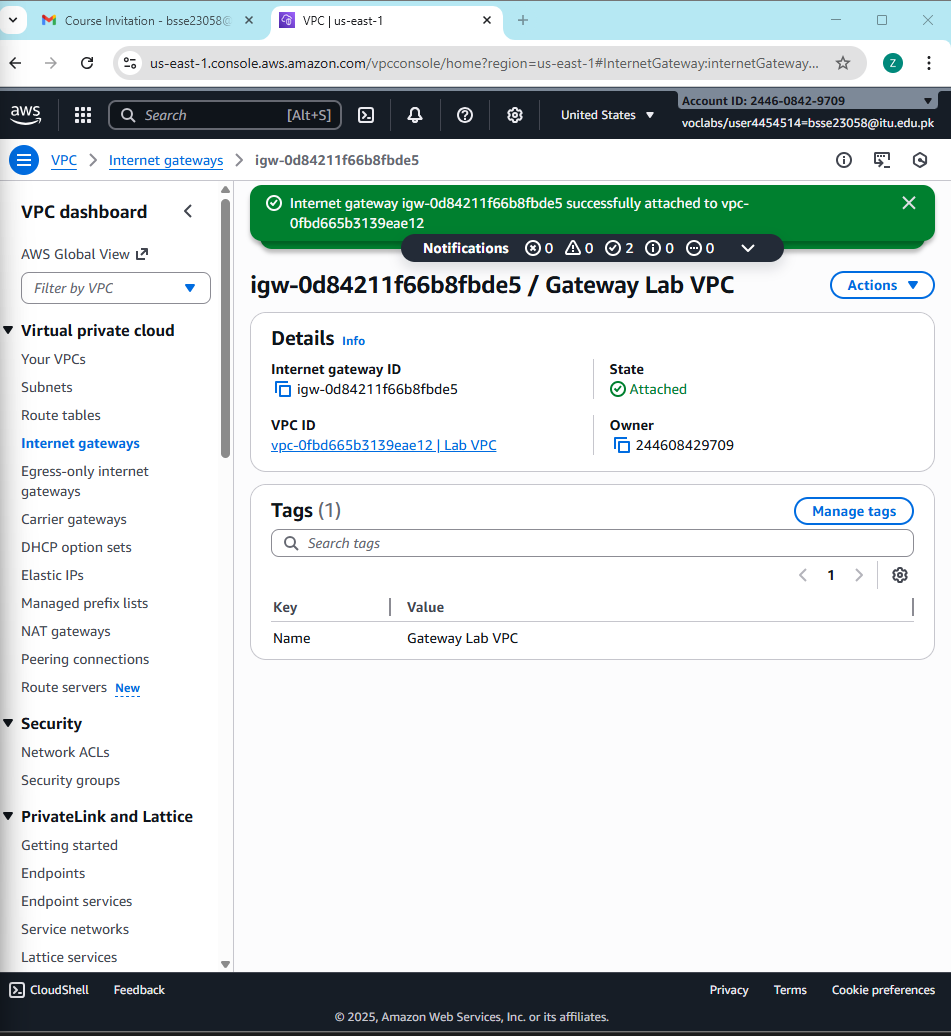 Course Invitation - bsse23058@
VPC | us-east-1
us-east-1.console.aws.amazon.com/vpcconsole/home?region=us-east-1#InternetGateway:internetGateway...
Z
aws
Search [Alt+S]
United States
Account ID: 2446-0842-9709
voclabs/user4454514=bsse23058@itu.edu.pk
VPC > Internet gateways > igw-0d84211f66b8fbde5
VPC dashboard
AWS Global View
Filter by VPC
Virtual private cloud
Your VPCs
Subnets
Route tables
Internet gateways
Egress-only internet
gateways
Carrier gateways
DHCP option sets
Elastic IPs
Managed prefix lists
NAT gateways
Peering connections
Route servers New
Security
Network ACLs
Security groups
PrivateLink and Lattice
Getting started
Endpoints
Endpoint services
Service networks
Lattice services
Internet gateway igw-0d84211f66b8fbde5 successfully attached to vpc-
0fbd665b3139eae12
Notifications 0 0 2 0 0
igw-0d84211f66b8fbde5 / Gateway Lab VPC
Actions
Details Info
Internet gateway ID
igw-0d84211f66b8fbde5
State
Attached
VPC ID
vpc-0fbd665b3139eae12 | Lab VPC
Owner
244608429709
Tags (1)
Manage tags
Search tags
1
Key Value
Name Gateway Lab VPC
CloudShell Feedback Privacy Terms Cookie preferences
© 2025, Amazon Web Services, Inc. or its affiliates.